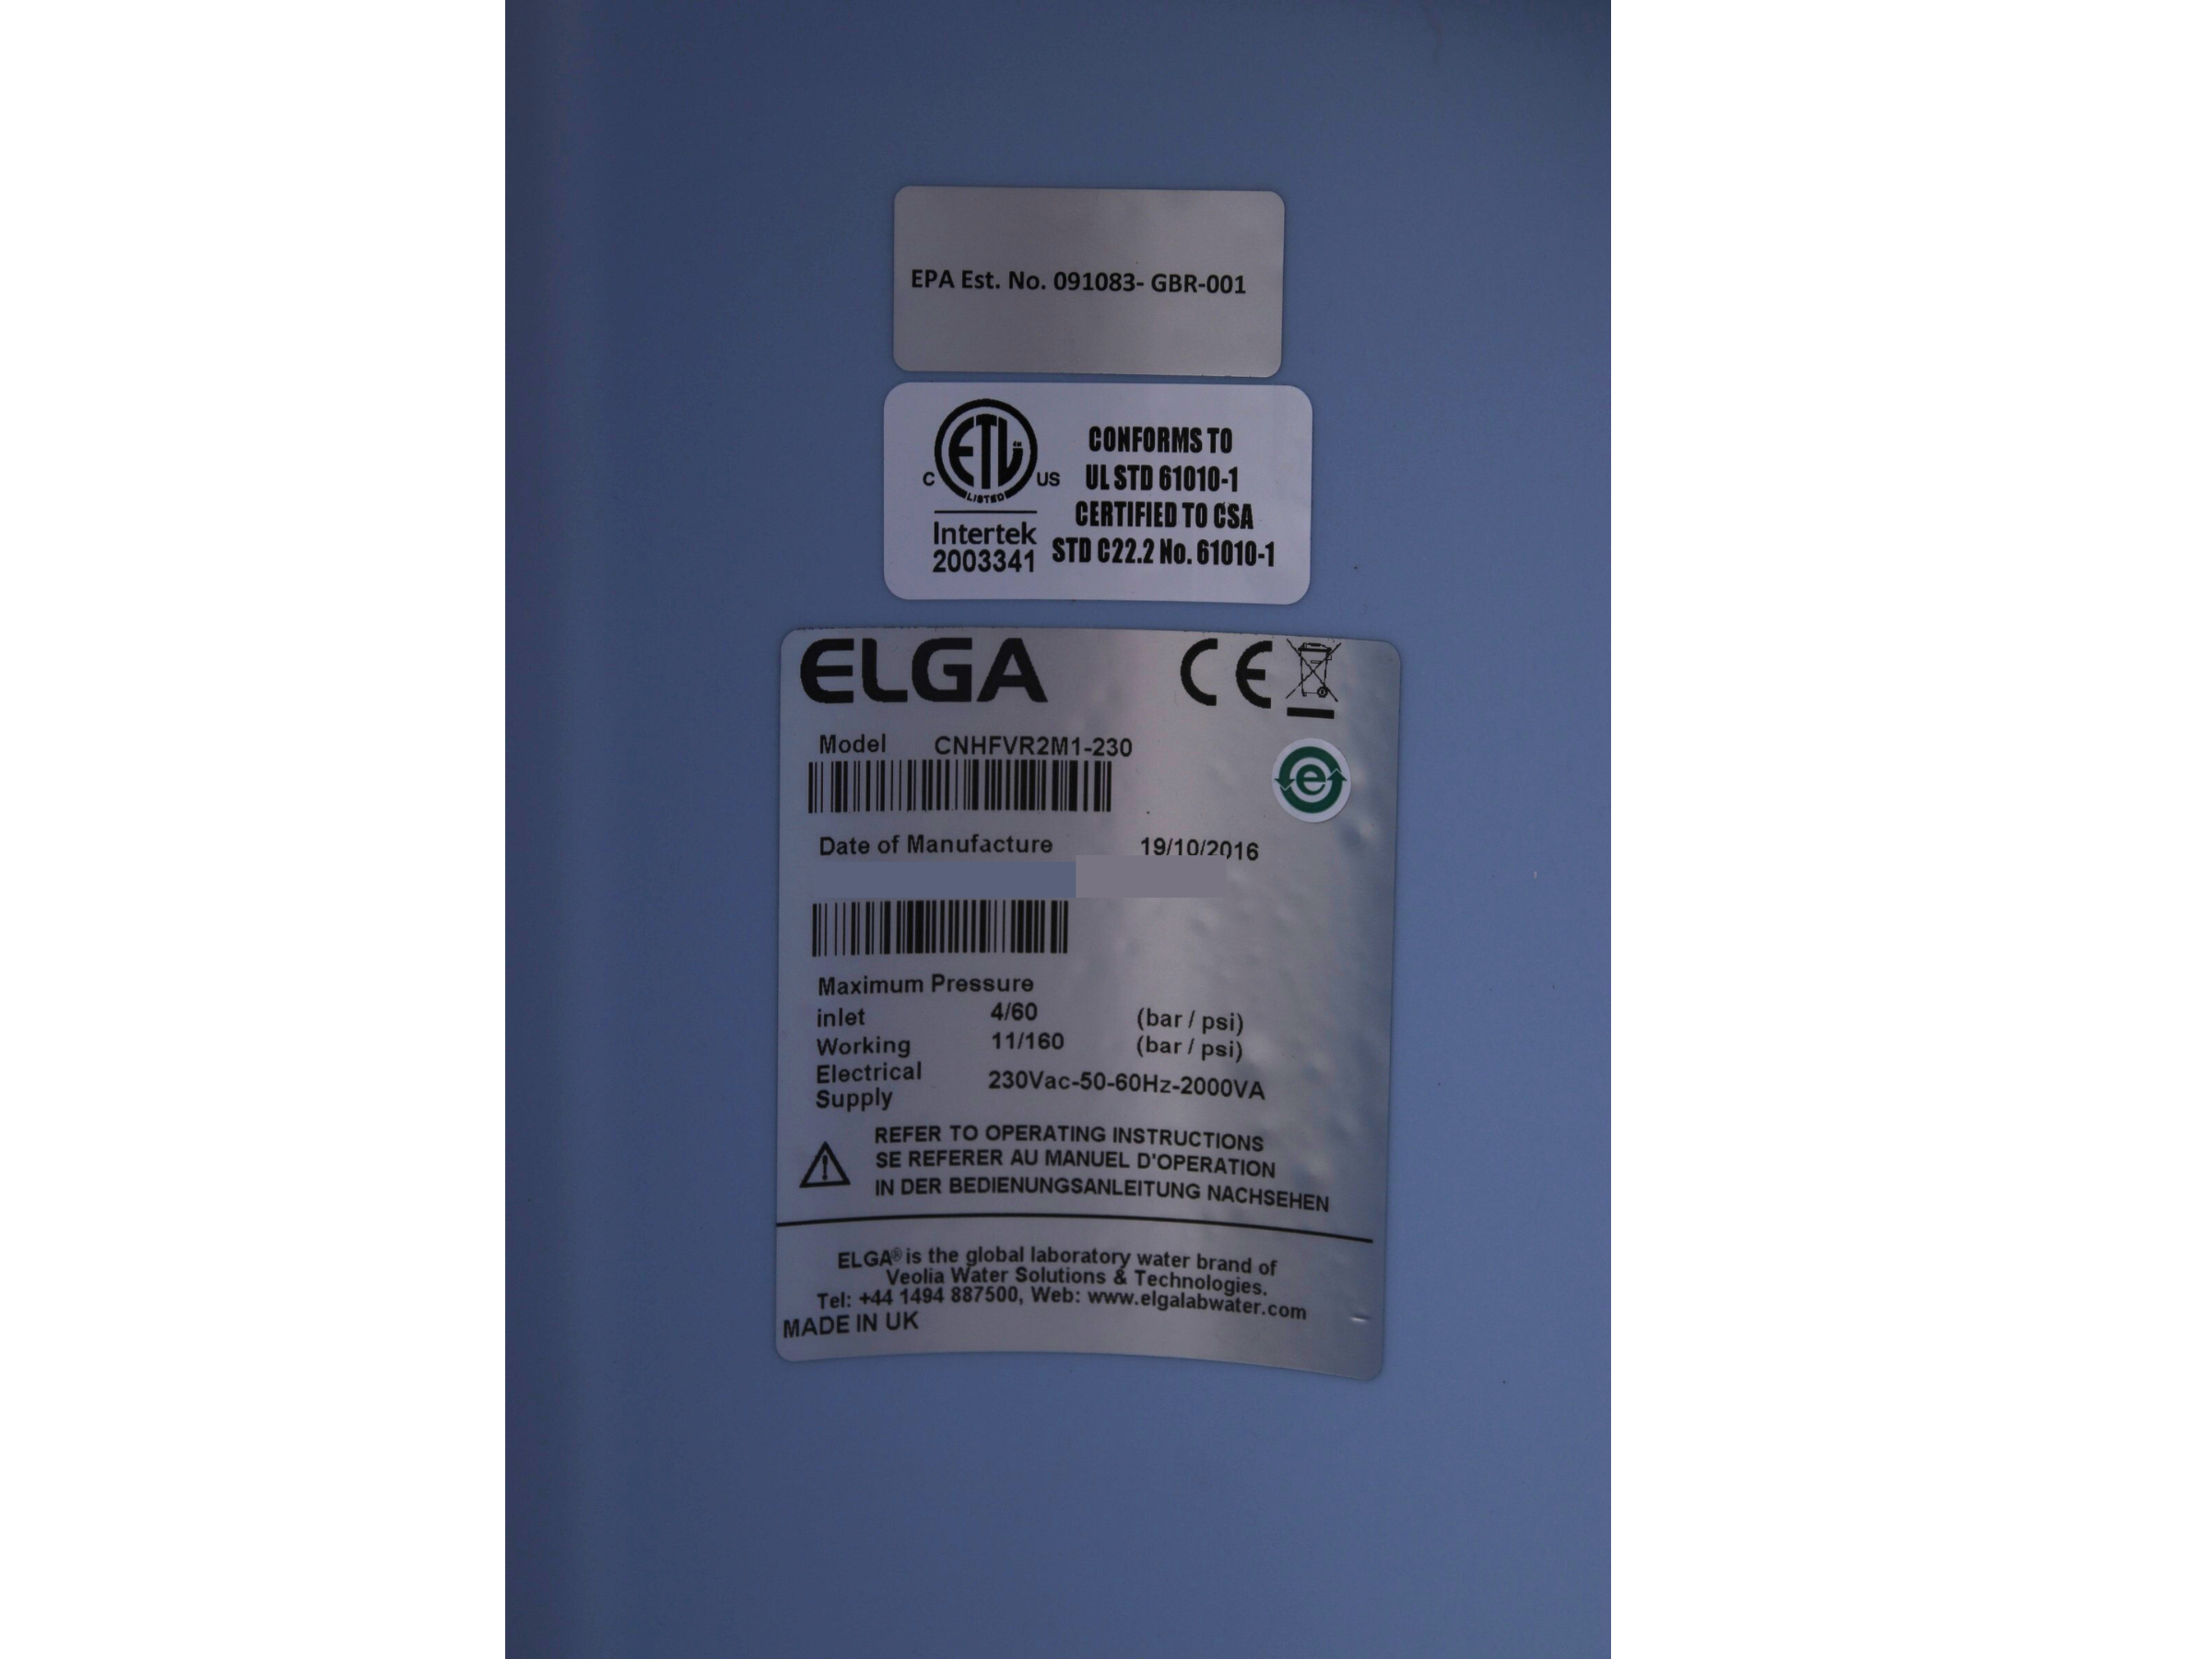 EPA Est. No. 091083- GBR-001
ETL CM
C US
LISTED
Intertek
2003341
CONFORMS TO
UL STD 61010-1
CERTIFIED TO CSA
STD C22.2 No. 61010-1
ELGA CE
Model CNHFVR2M1-230
e
Date of Manufacture 19/10/2016
Maximum Pressure
inlet 4/60 (bar / psi)
Working 11/160 (bar / psi)
Electrical
Supply 230Vac-50-60Hz-2000VA
REFER TO OPERATING INSTRUCTIONS
SE REFERER AU MANUEL D'OPERATION
IN DER BEDIENUNGSANLEITUNG NACHSEHEN
ELGA® is the global laboratory water brand of
Veolia Water Solutions & Technologies.
Tel: +44 1494 887500, Web: www.elgalabwater.com
MADE IN UK